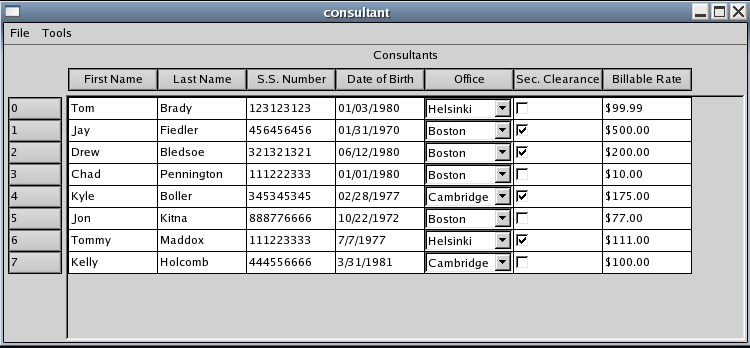 consultant
File Tools
Consultants
First Name Last Name S.S. Number Date of Birth Office Sec. Clearance Billable Rate
0 Tom Brady 123123123 01/03/1980 Helsinki $99.99
1 Jay Fiedler 456456456 01/31/1970 Boston $500.00
2 Drew Bledsoe 321321321 06/12/1980 Boston $200.00
3 Chad Pennington 111222333 01/01/1980 Boston $10.00
4 Kyle Boller 345345345 02/28/1977 Cambridge $175.00
5 Jon Kitna 888776666 10/22/1972 Boston $77.00
6 Tommy Maddox 111223333 7/7/1977 Helsinki $111.00
7 Kelly Holcomb 444556666 3/31/1981 Cambridge $100.00